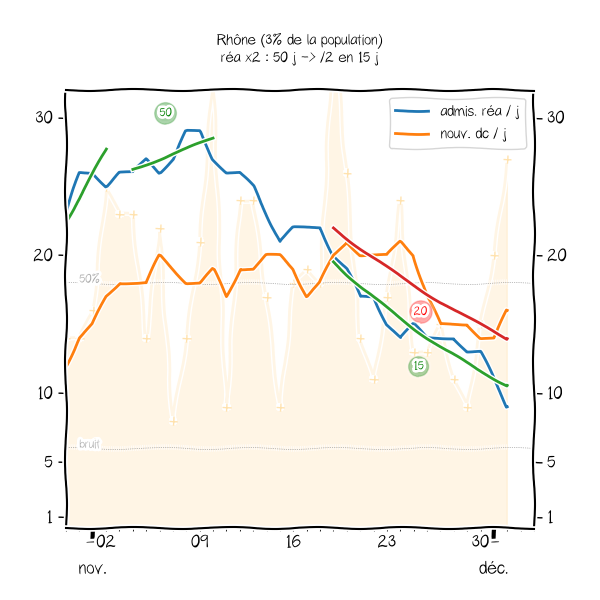 Rhône (3% de la population)
réa x2 : 50 j -> /2 en 15 j
admis. réa / j
nouv. dc / j
30
30
50
20
20
50%
20
15
10
10
bruit
5
5
1
1
02
09
16
23
30
nov.
déc.